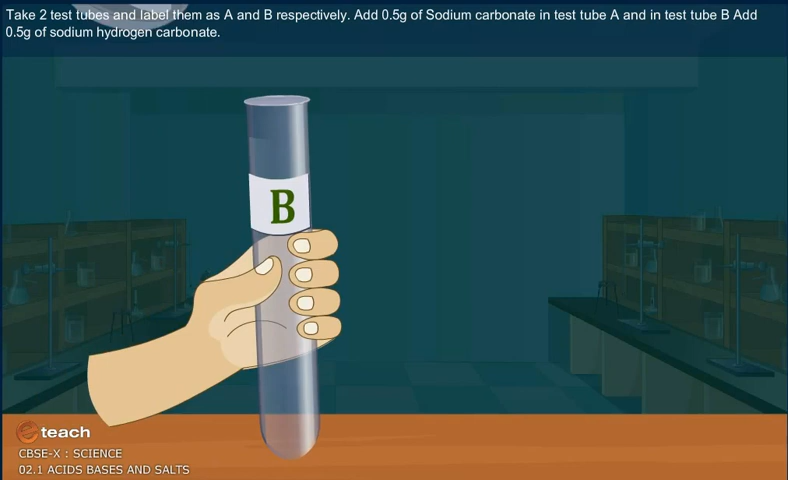 Take 2 test tubes and label them as A and B respectively. Add 0.5g of Sodium carbonate in test tube A and in test tube B Add
0.5g of sodium hydrogen carbonate.
B
e teach
CBSE-X : SCIENCE
02.1 ACIDS BASES AND SALTS